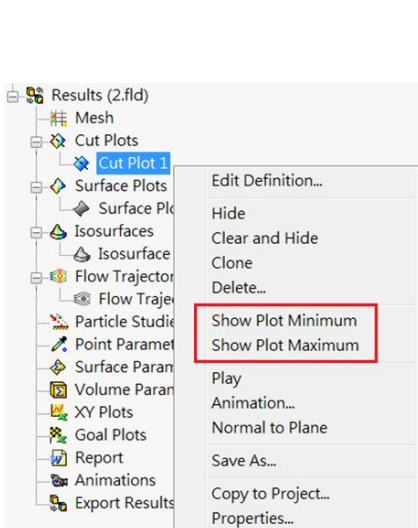 Results (2.fld)
Mesh
Cut Plots
Cut Plot 1
Surface Plots
Surface Plo
Isosurfaces
Isosurface
Flow Trajector
Flow Traje
Particle Studie
Point Paramet
Surface Param
Volume Param
XY Plots
Goal Plots
Report
Animations
Export Results
Edit Definition...
Hide
Clear and Hide
Clone
Delete...
Show Plot Minimum
Show Plot Maximum
Play
Animation...
Normal to Plane
Save As...
Copy to Project...
Properties...